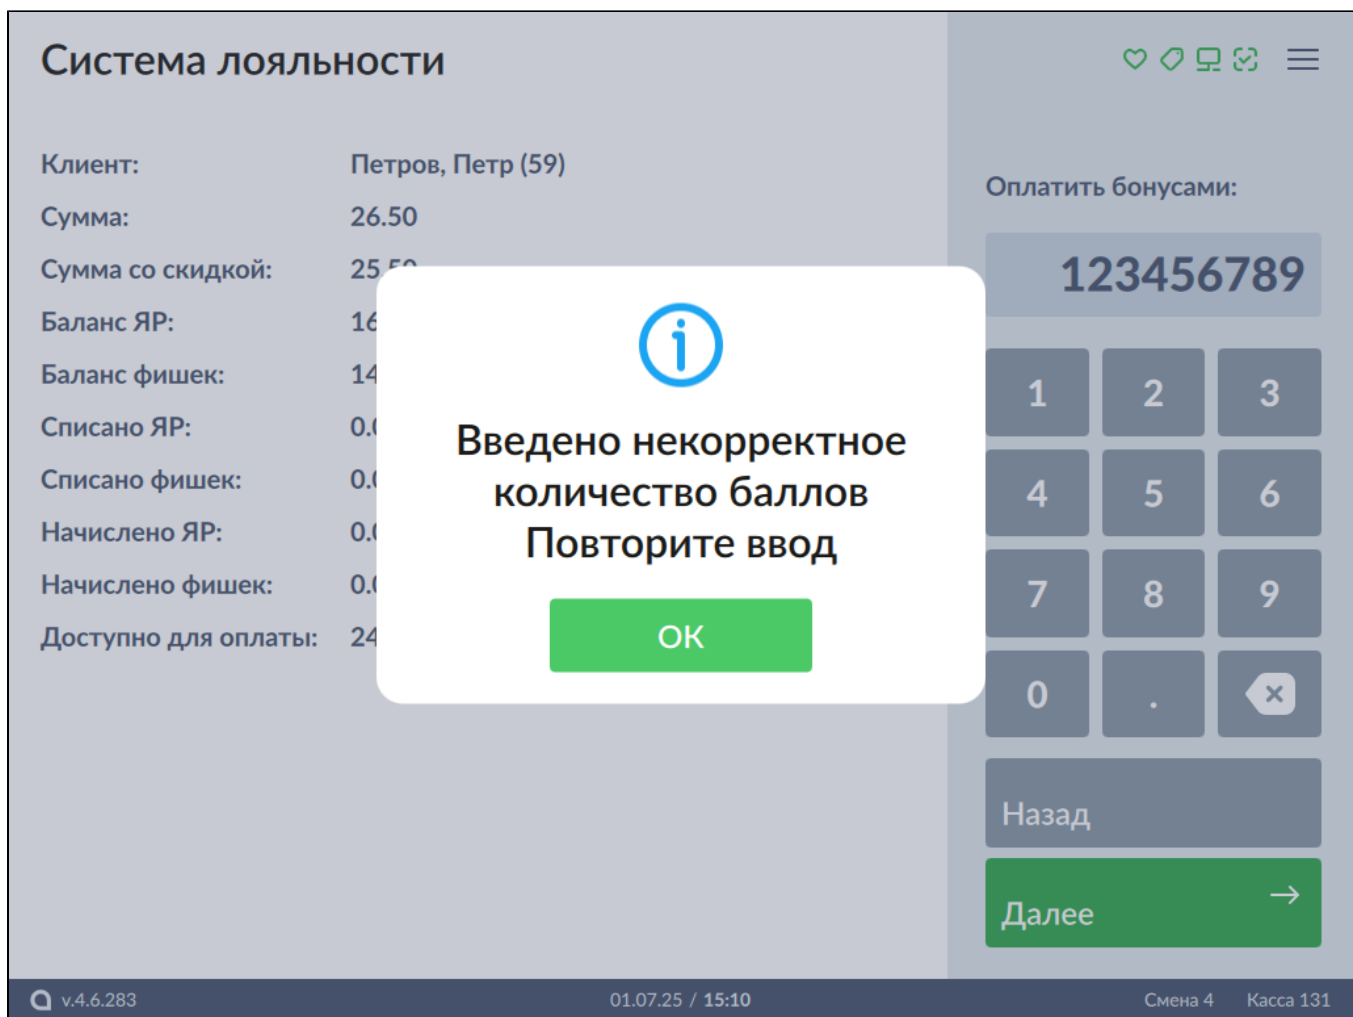 Система лояльности
Клиент: Петров, Петр (59)
Сумма: 26.50
Сумма со скидкой:
Баланс ЯР:
Баланс фишек:
Списано ЯР:
Списано фишек:
Начислено ЯР:
Начислено фишек:
Доступно для оплаты:
Введено некорректное
количество баллов
Повторите ввод
ОК
Оплатить бонусами:
123456789
1 2 3
4 5 6
7 8 9
0 .
Назад
Далее
v.4.6.283 01.07.25 / 15:10 Смена 4 Касса 131